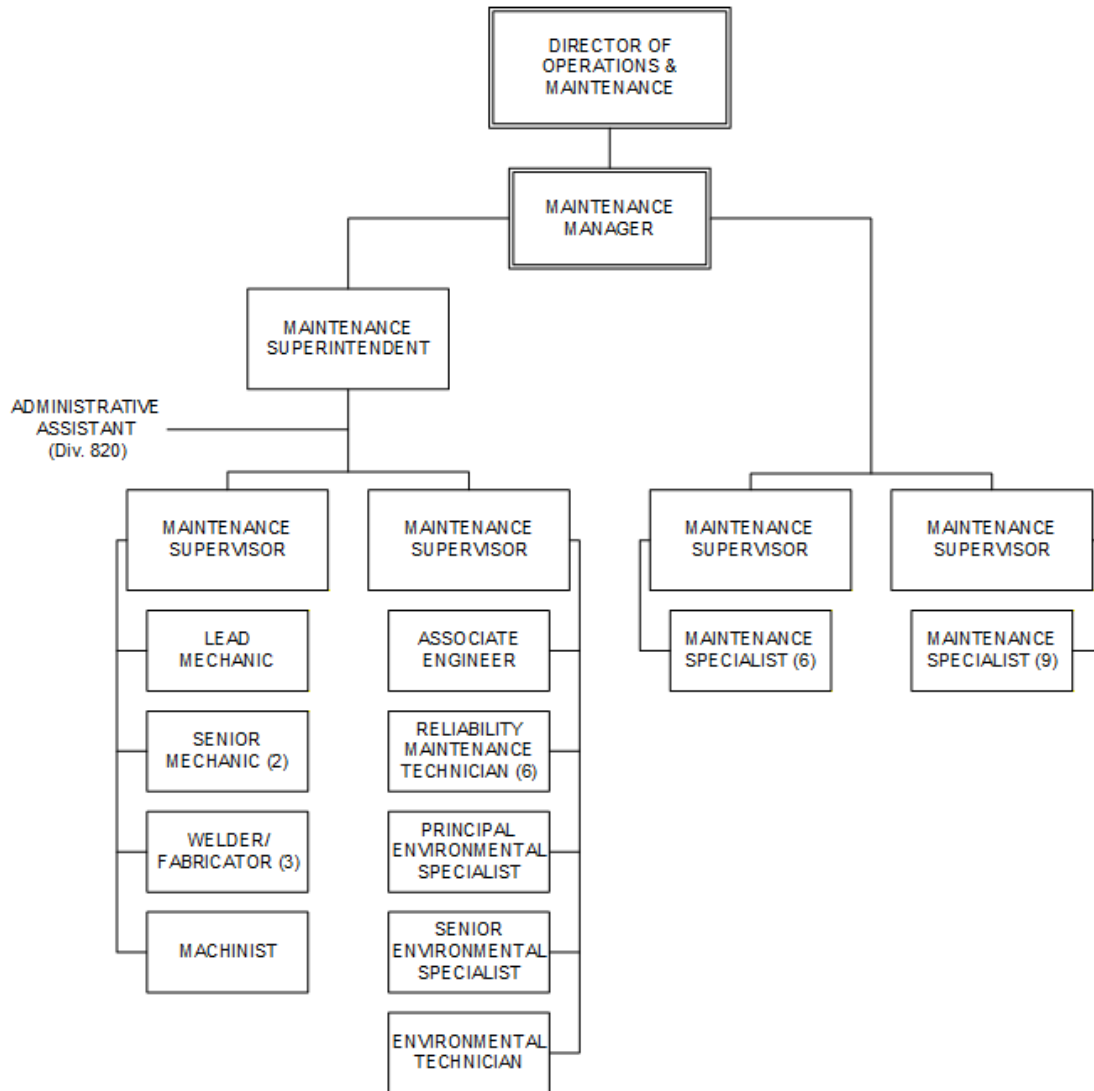 DIRECTOR OF
OPERATIONS &
MAINTENANCE
MAINTENANCE
MANAGER
MAINTENANCE
SUPERINTENDENT
ADMINISTRATIVE
ASSISTANT
(Div. 820)
MAINTENANCE
SUPERVISOR
LEAD
MECHANIC
SENIOR
MECHANIC (2)
WELDER/
FABRICATOR (3)
MACHINIST
MAINTENANCE
SUPERVISOR
ASSOCIATE
ENGINEER
RELIABILITY
MAINTENANCE
TECHNICIAN (6)
PRINCIPAL
ENVIRONMENTAL
SPECIALIST
SENIOR
ENVIRONMENTAL
SPECIALIST
ENVIRONMENTAL
TECHNICIAN
MAINTENANCE
SUPERVISOR
MAINTENANCE
SPECIALIST (6)
MAINTENANCE
SUPERVISOR
MAINTENANCE
SPECIALIST (9)